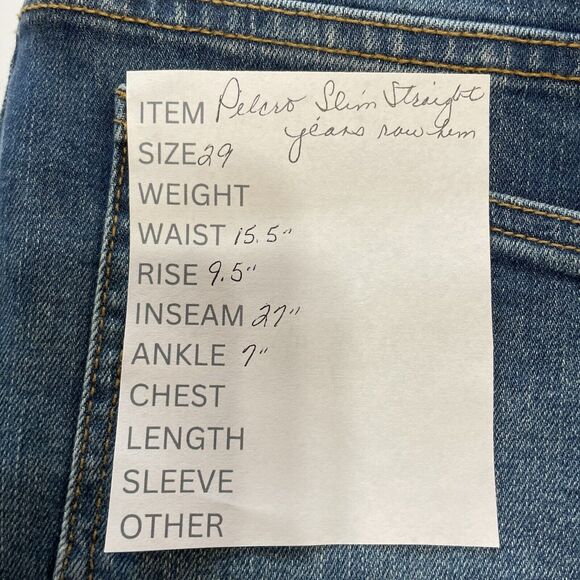 ITEM Pilcro Slim Straight
jeans raw hem
SIZE 29
WEIGHT
WAIST 15.5"
RISE 9.5"
INSEAM 27"
ANKLE 7"
CHEST
LENGTH
SLEEVE
OTHER